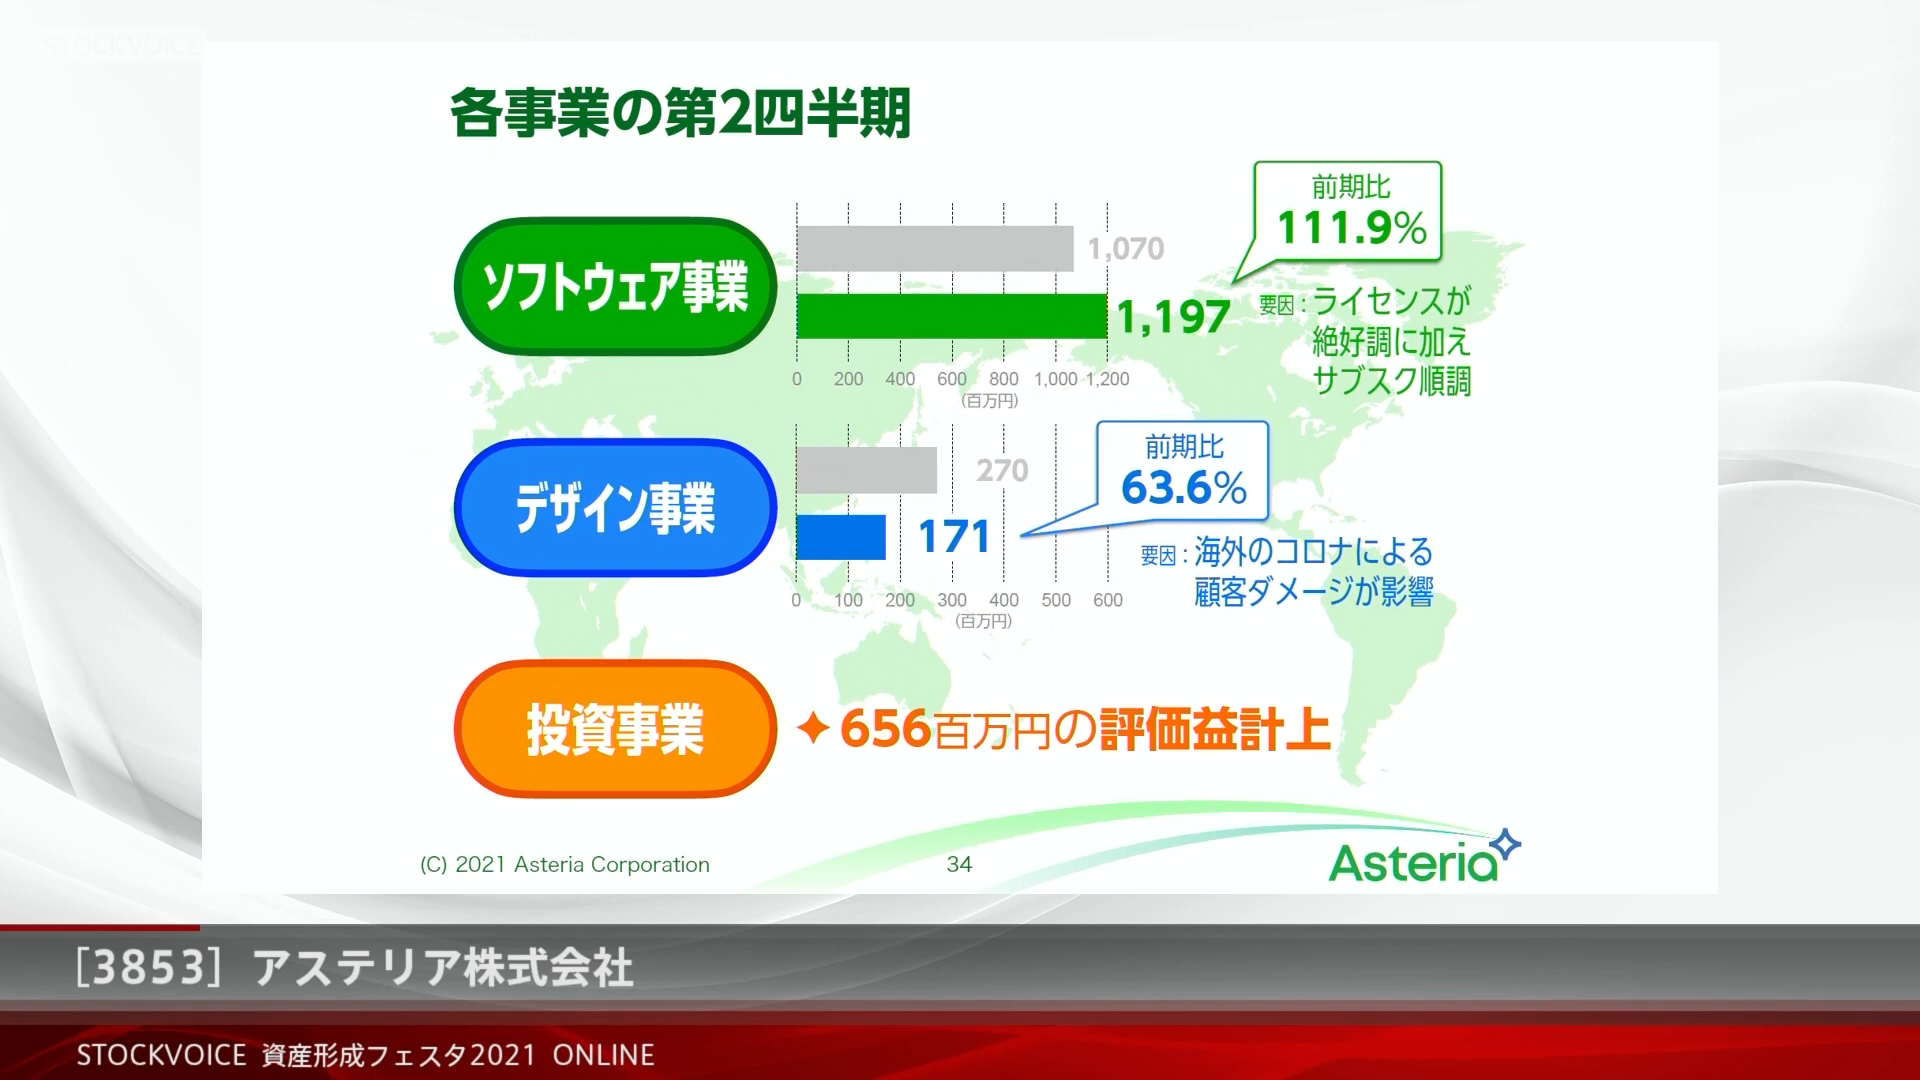 STOCKVOICE
各事業の第2四半期
ソフトウェア事業
1,070
1,197
0 200 400 600 800 1,000 1,200
(百万円)
前期比
111.9%
要因：ライセンスが
絶好調に加え
サブスク順調
デザイン事業
270
171
0 100 200 300 400 500 600
(百万円)
前期比
63.6%
要因：海外のコロナによる
顧客ダメージが影響
投資事業
656百万円の評価益計上
(C) 2021 Asteria Corporation
34
Asteria
[3853] アステリア株式会社
STOCKVOICE 資産形成フェスタ2021 ONLINE